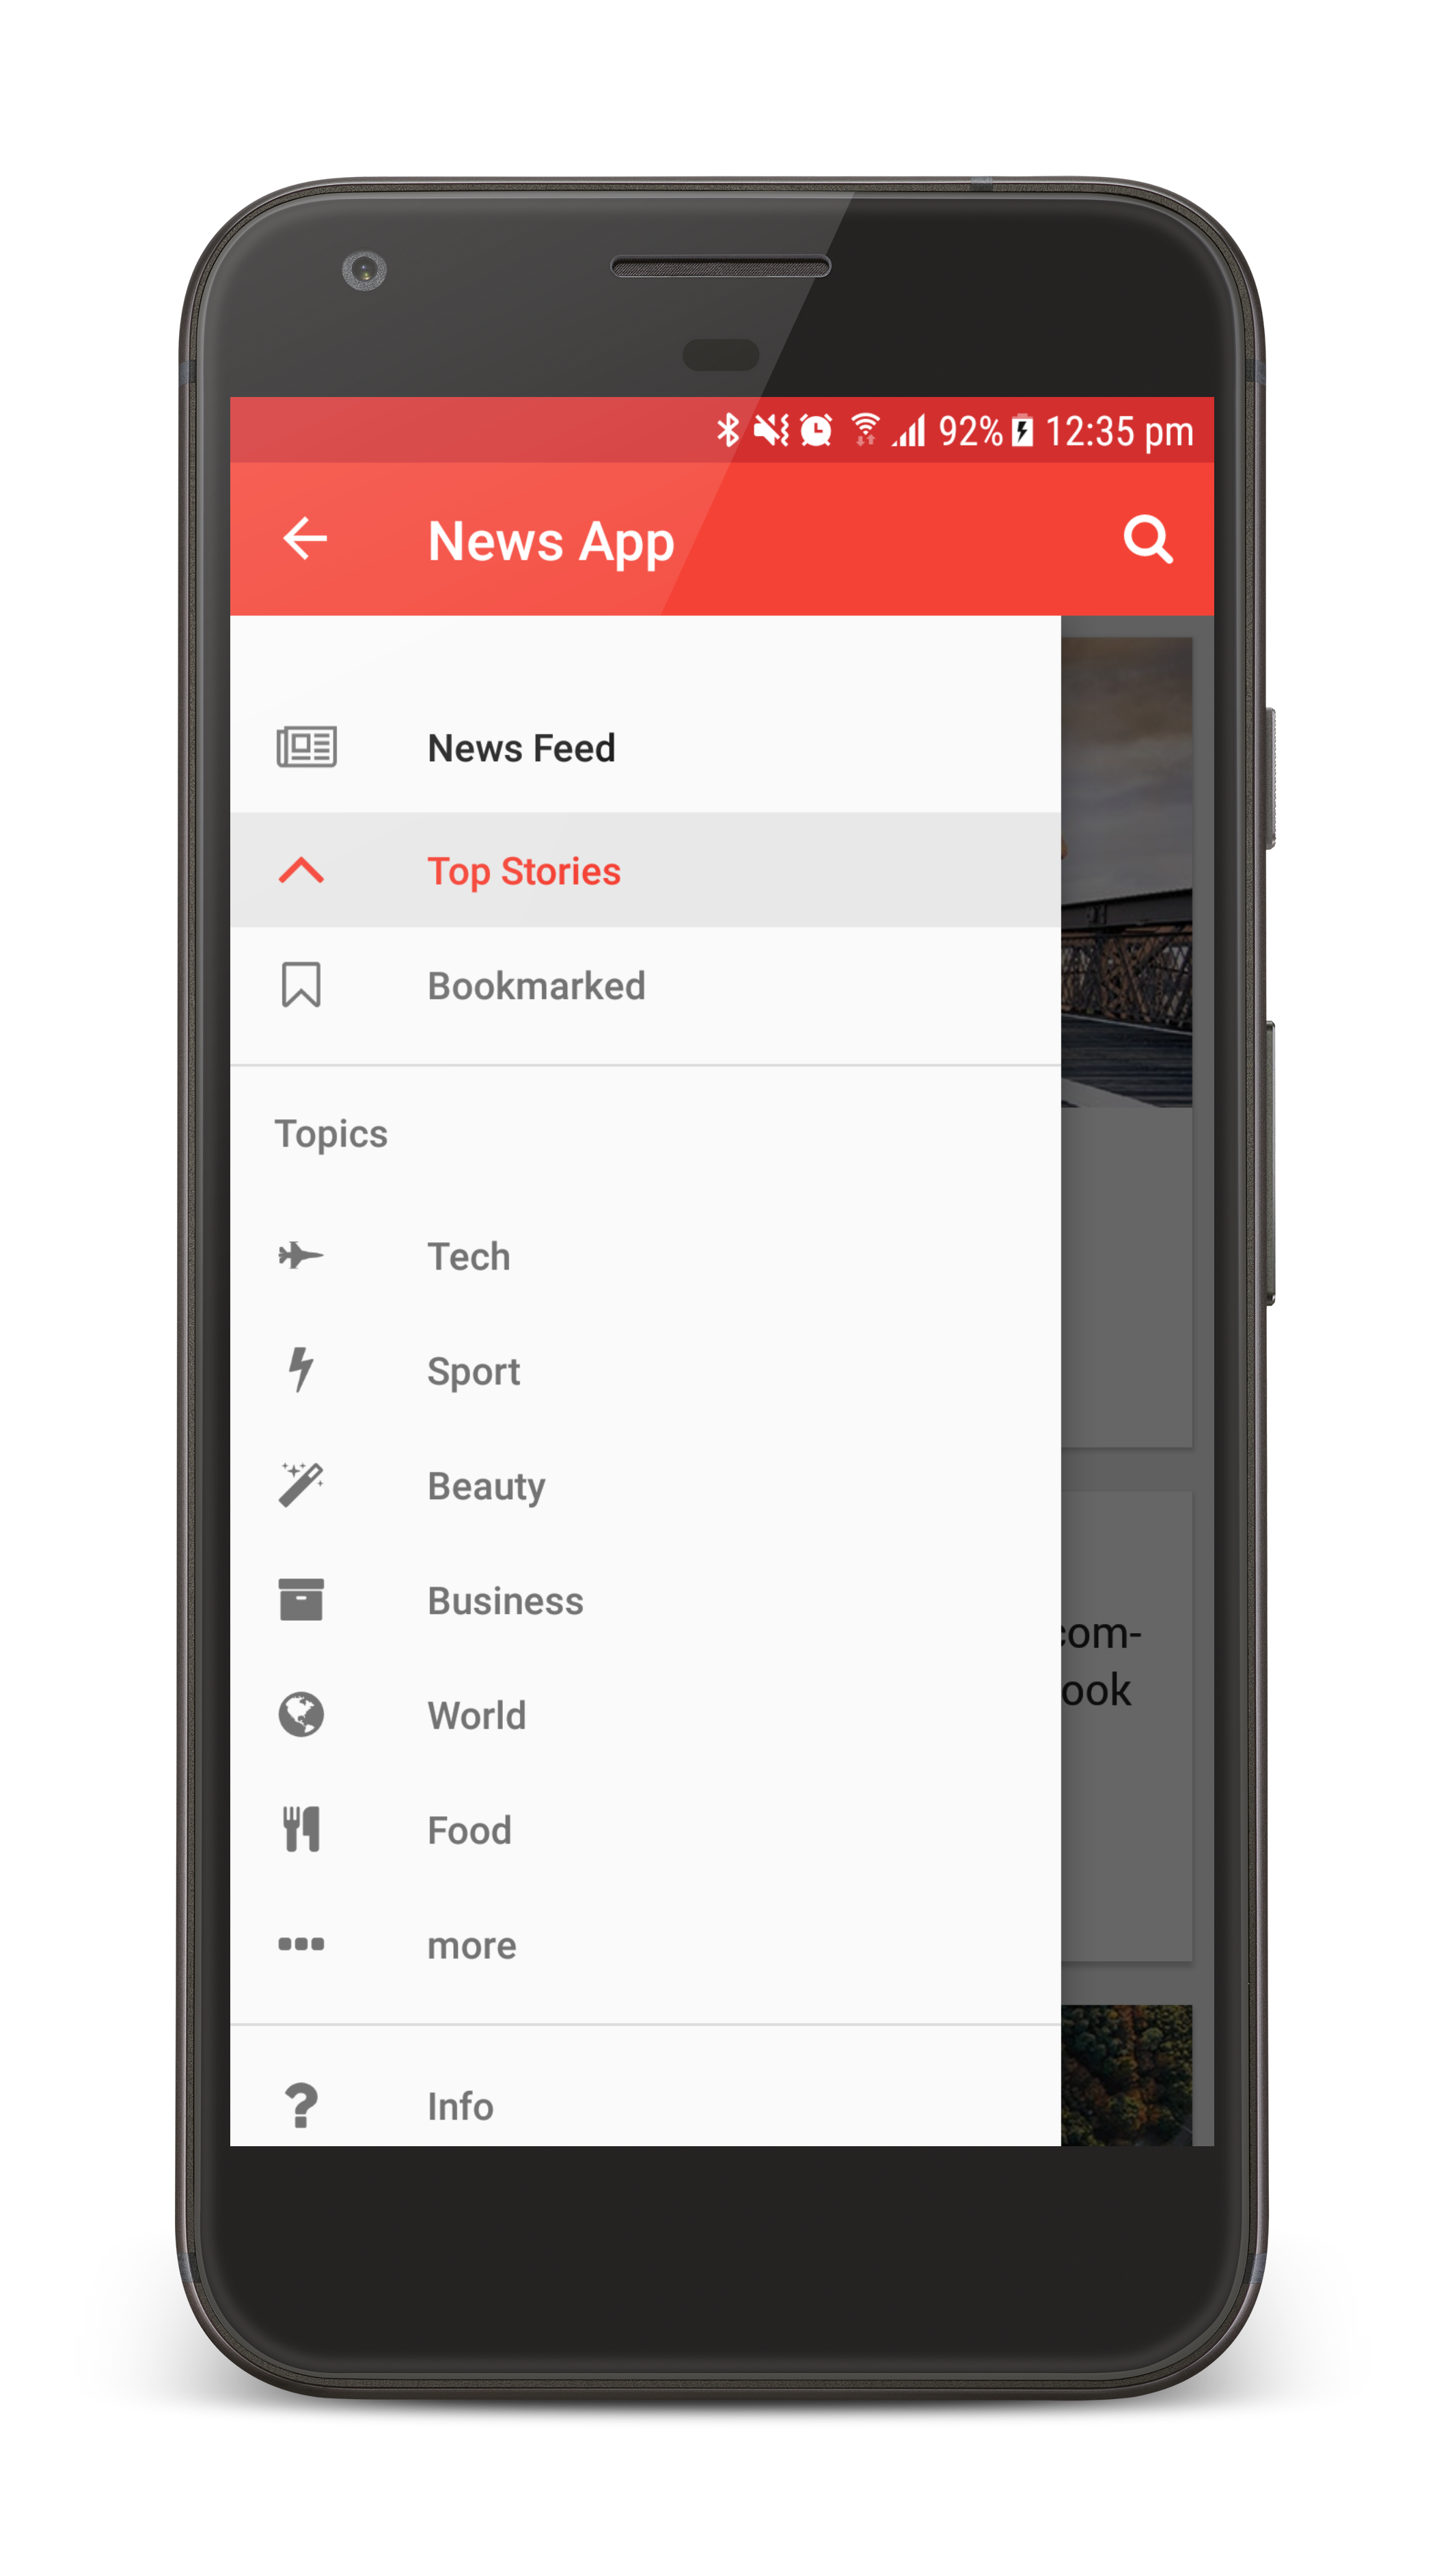 92% 12:35 pm
News App
News Feed
Top Stories
Bookmarked
Topics
Tech
Sport
Beauty
Business
World
Food
more
Info
com-
ook